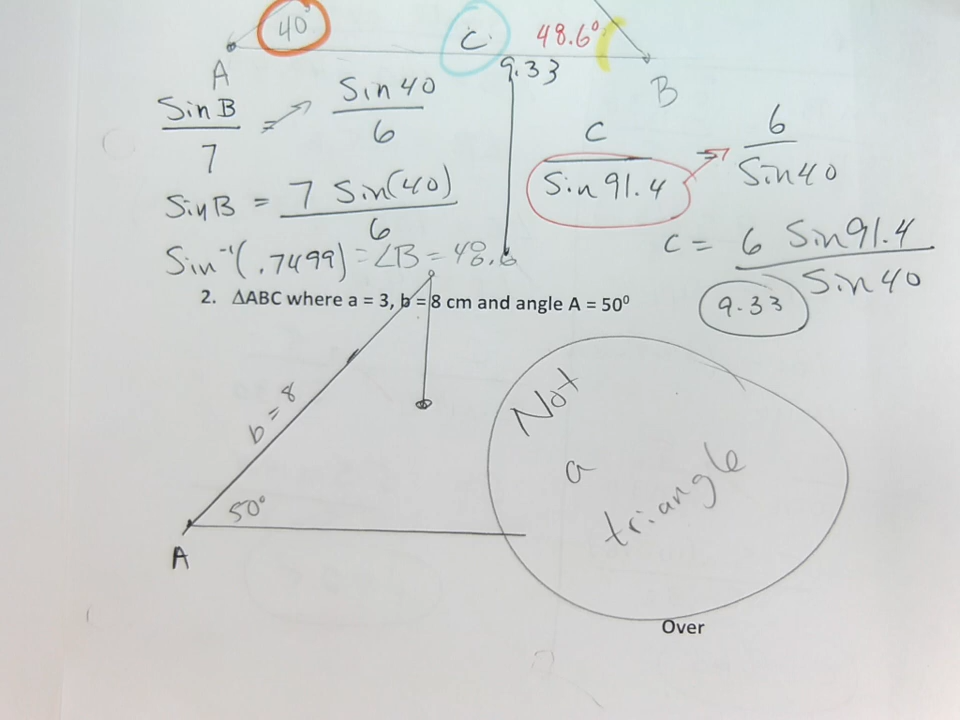 40°
C
48.6°
A
9.33
B
Sin B / 7 = Sin 40 / 6
C / Sin 91.4 = 6 / Sin 40
Sin B = 7 Sin(40) / 6
C = 6 Sin 91.4 / Sin 40
Sin⁻¹(.7499) = ∠B = 48.6
9.33
2. ΔABC where a = 3, b = 8 cm and angle A = 50⁰
b = 8
50°
A
Not
a
triangle
Over